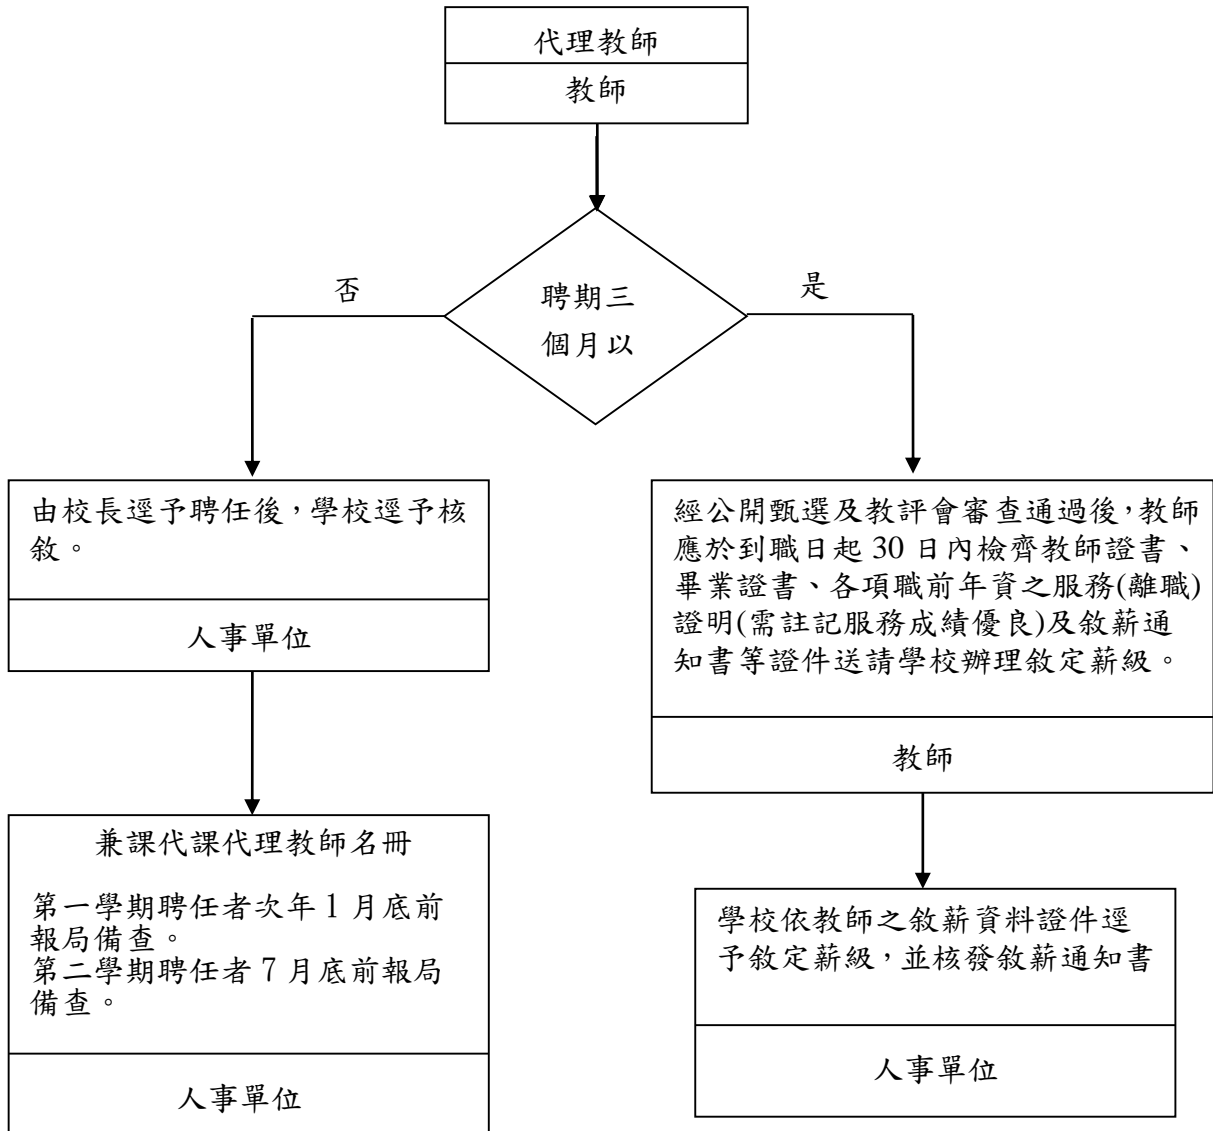 代理教師
教師
聘期三
個月以
否
是
由校長逕予聘任後，學校逕予核
敘。
人事單位
兼課代課代理教師名冊
第一學期聘任者次年 1 月底前
報局備查。
第二學期聘任者 7 月底前報局
備查。
人事單位
經公開甄選及教評會審查通過後，教師
應於到職日起 30 日內檢齊教師證書、
畢業證書、各項職前年資之服務(離職)
證明(需註記服務成績優良)及敘薪通
知書等證件送請學校辦理敘定薪級。
教師
學校依教師之敘薪資料證件逕
予敘定薪級，並核發敘薪通知書
人事單位